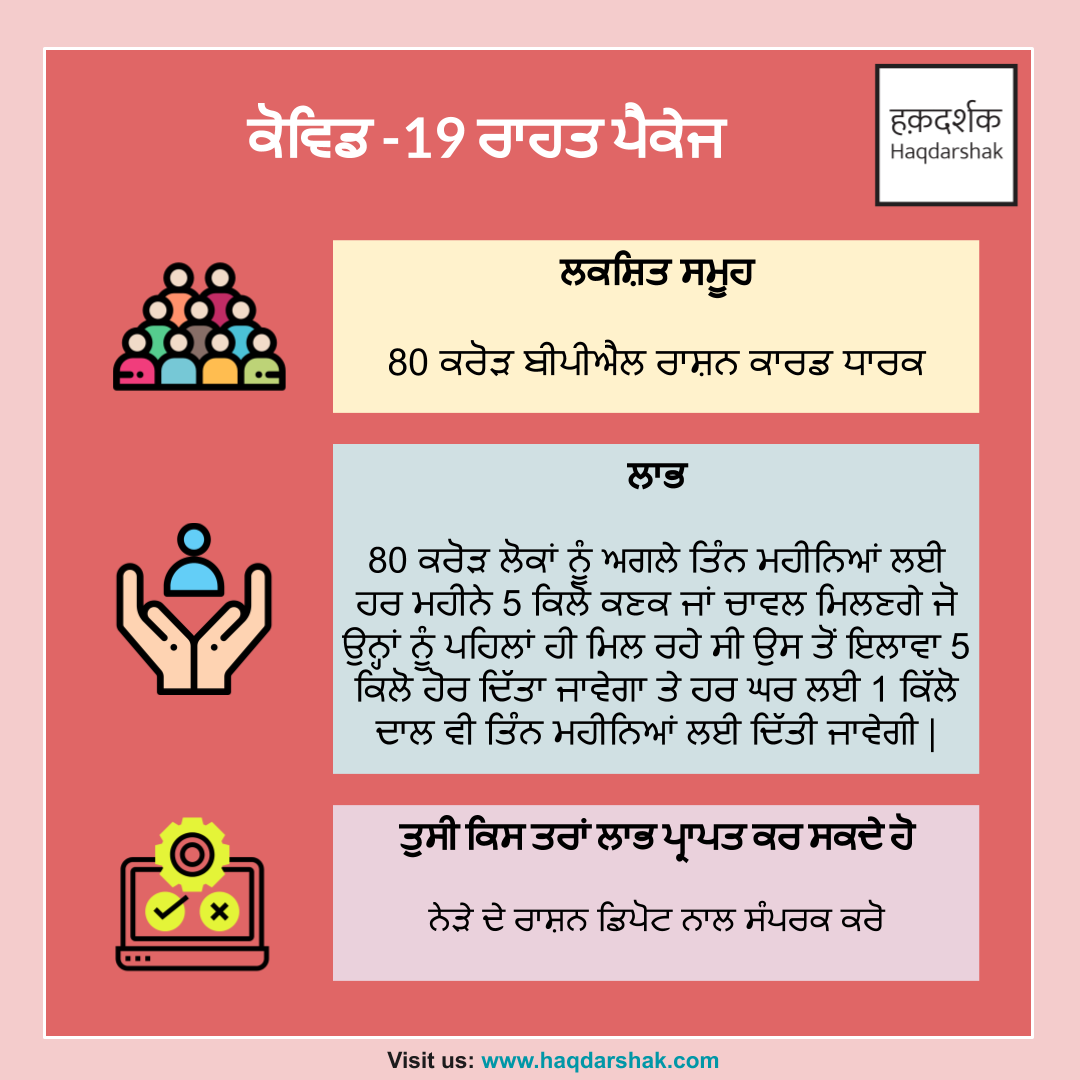 ਕੋਵਿਡ -19 ਰਾਹਤ ਪੈਕੇਜ
हक़दर्शक
Haqdarshak
ਲਕਸ਼ਿਤ ਸਮੂਹ
80 ਕਰੋੜ ਬੀਪੀਐਲ ਰਾਸ਼ਨ ਕਾਰਡ ਧਾਰਕ
ਲਾਭ
80 ਕਰੋੜ ਲੋਕਾਂ ਨੂੰ ਅਗਲੇ ਤਿੰਨ ਮਹੀਨਿਆਂ ਲਈ
ਹਰ ਮਹੀਨੇ 5 ਕਿਲੋ ਕਣਕ ਜਾਂ ਚਾਵਲ ਮਿਲਣਗੇ ਜੋ
ਉਨ੍ਹਾਂ ਨੂੰ ਪਹਿਲਾਂ ਹੀ ਮਿਲ ਰਹੇ ਸੀ ਉਸ ਤੋਂ ਇਲਾਵਾ 5
ਕਿਲੋ ਹੋਰ ਦਿੱਤਾ ਜਾਵੇਗਾ ਤੇ ਹਰ ਘਰ ਲਈ 1 ਕਿੱਲੋ
ਦਾਲ ਵੀ ਤਿੰਨ ਮਹੀਨਿਆਂ ਲਈ ਦਿੱਤੀ ਜਾਵੇਗੀ |
ਤੁਸੀ ਕਿਸ ਤਰਾਂ ਲਾਭ ਪ੍ਰਾਪਤ ਕਰ ਸਕਦੇ ਹੋ
ਨੇੜੇ ਦੇ ਰਾਸ਼ਨ ਡਿਪੋਟ ਨਾਲ ਸੰਪਰਕ ਕਰੋ
Visit us: www.haqdarshak.com